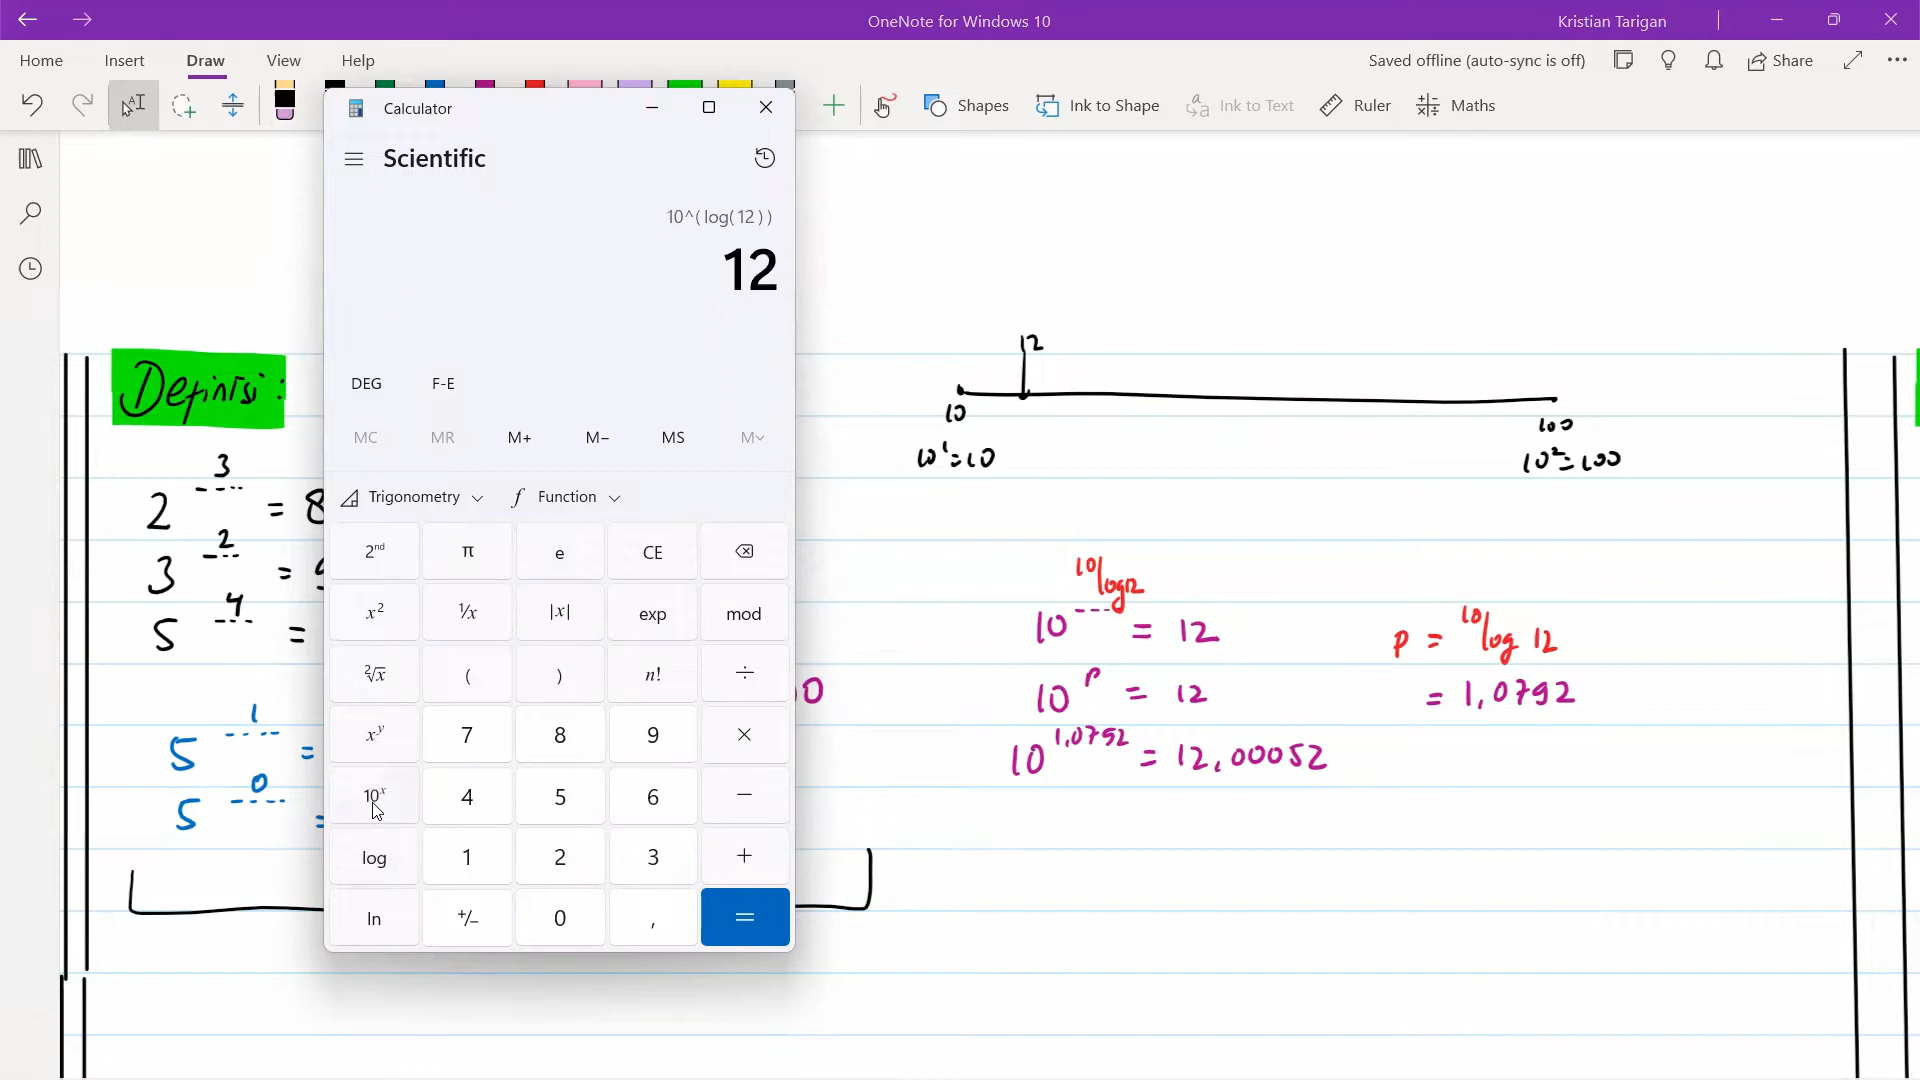 OneNote for Windows 10
Kristian Tarigan
Home Insert Draw View Help
Saved offline (auto-sync is off)
Share
Shapes
Ink to Shape
Ink to Text
Ruler
Maths
Calculator
Scientific
10^(log(12))
12
DEG F-E
MC MR M+ M− MS M
Trigonometry
Function
2nd π e CE
x² ¹/x |x| exp mod
²√x ( ) n! ÷
xʸ 7 8 9 ×
10ˣ 4 5 6 −
log 1 2 3 +
ln +/− 0 , =
Definisi :
2 3 = 8
3 2 =
5 4 =
5 1 =
5 0 =
12
10
100
10¹ = 10
10² = 100
¹⁰log 12
10 = 12
10ᵖ = 12
10^1,0792 = 12,00052
p = ¹⁰log 12
= 1,0792